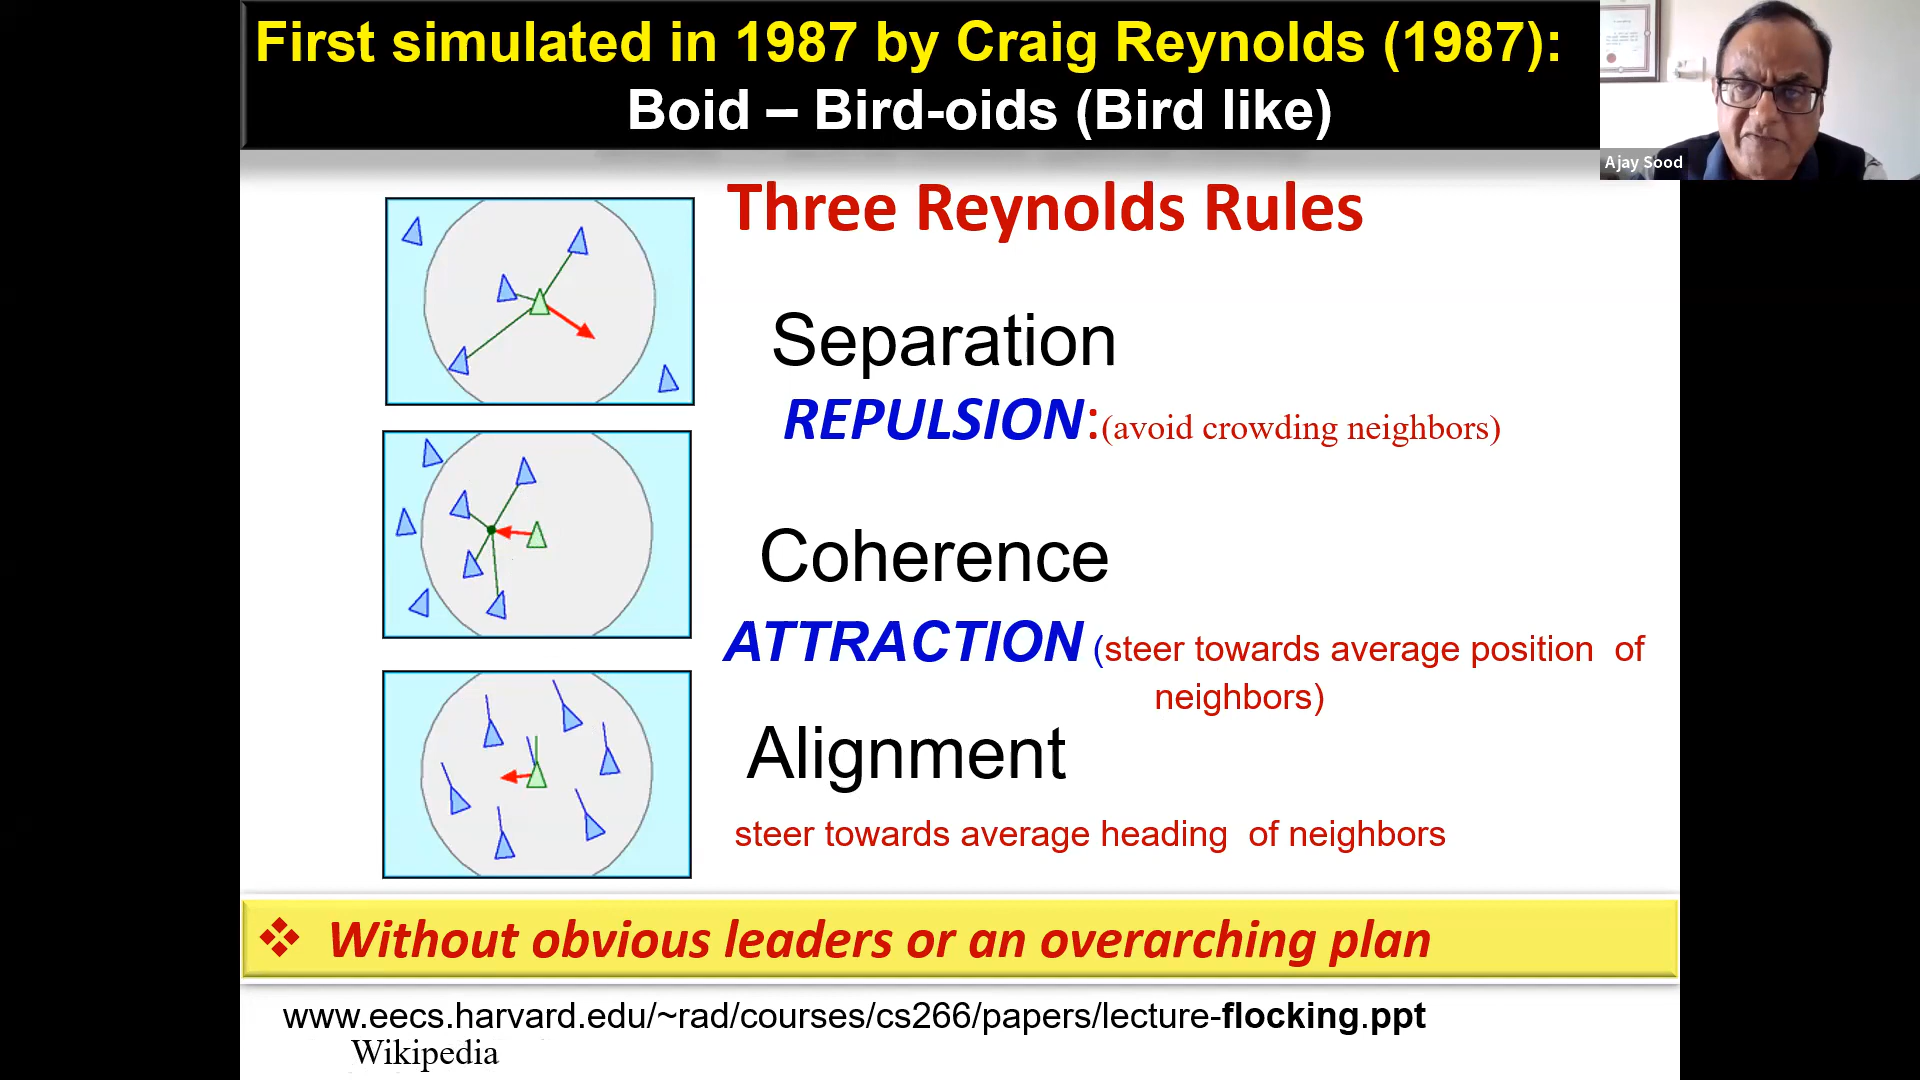 First simulated in 1987 by Craig Reynolds (1987):
Boid – Bird-oids (Bird like)
Ajay Sood
Three Reynolds Rules
Separation
REPULSION:(avoid crowding neighbors)
Coherence
ATTRACTION (steer towards average position of
neighbors)
Alignment
steer towards average heading of neighbors
❖ Without obvious leaders or an overarching plan
www.eecs.harvard.edu/~rad/courses/cs266/papers/lecture-flocking.ppt
Wikipedia